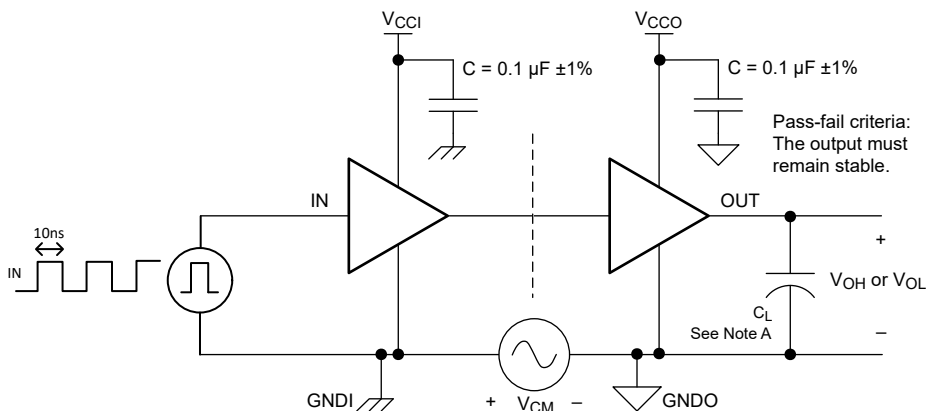 VCCI
VCCO
C = 0.1 µF ±1%
C = 0.1 µF ±1%
Pass-fail criteria:
The output must
remain stable.
IN
OUT
10ns
IN
+
VOH or VOL
CL
See Note A
–
GNDI
+ VCM –
GNDO